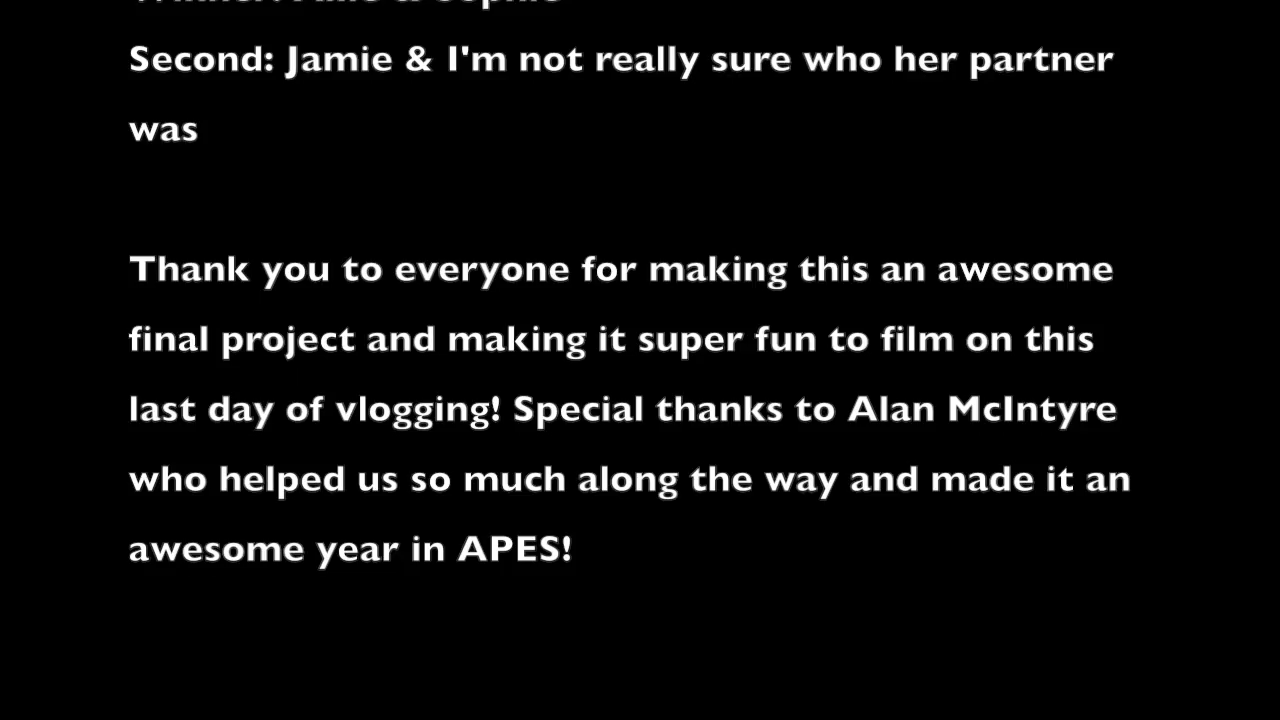 Second: Jamie & I'm not really sure who her partner
was
Thank you to everyone for making this an awesome
final project and making it super fun to film on this
last day of vlogging! Special thanks to Alan McIntyre
who helped us so much along the way and made it an
awesome year in APES!